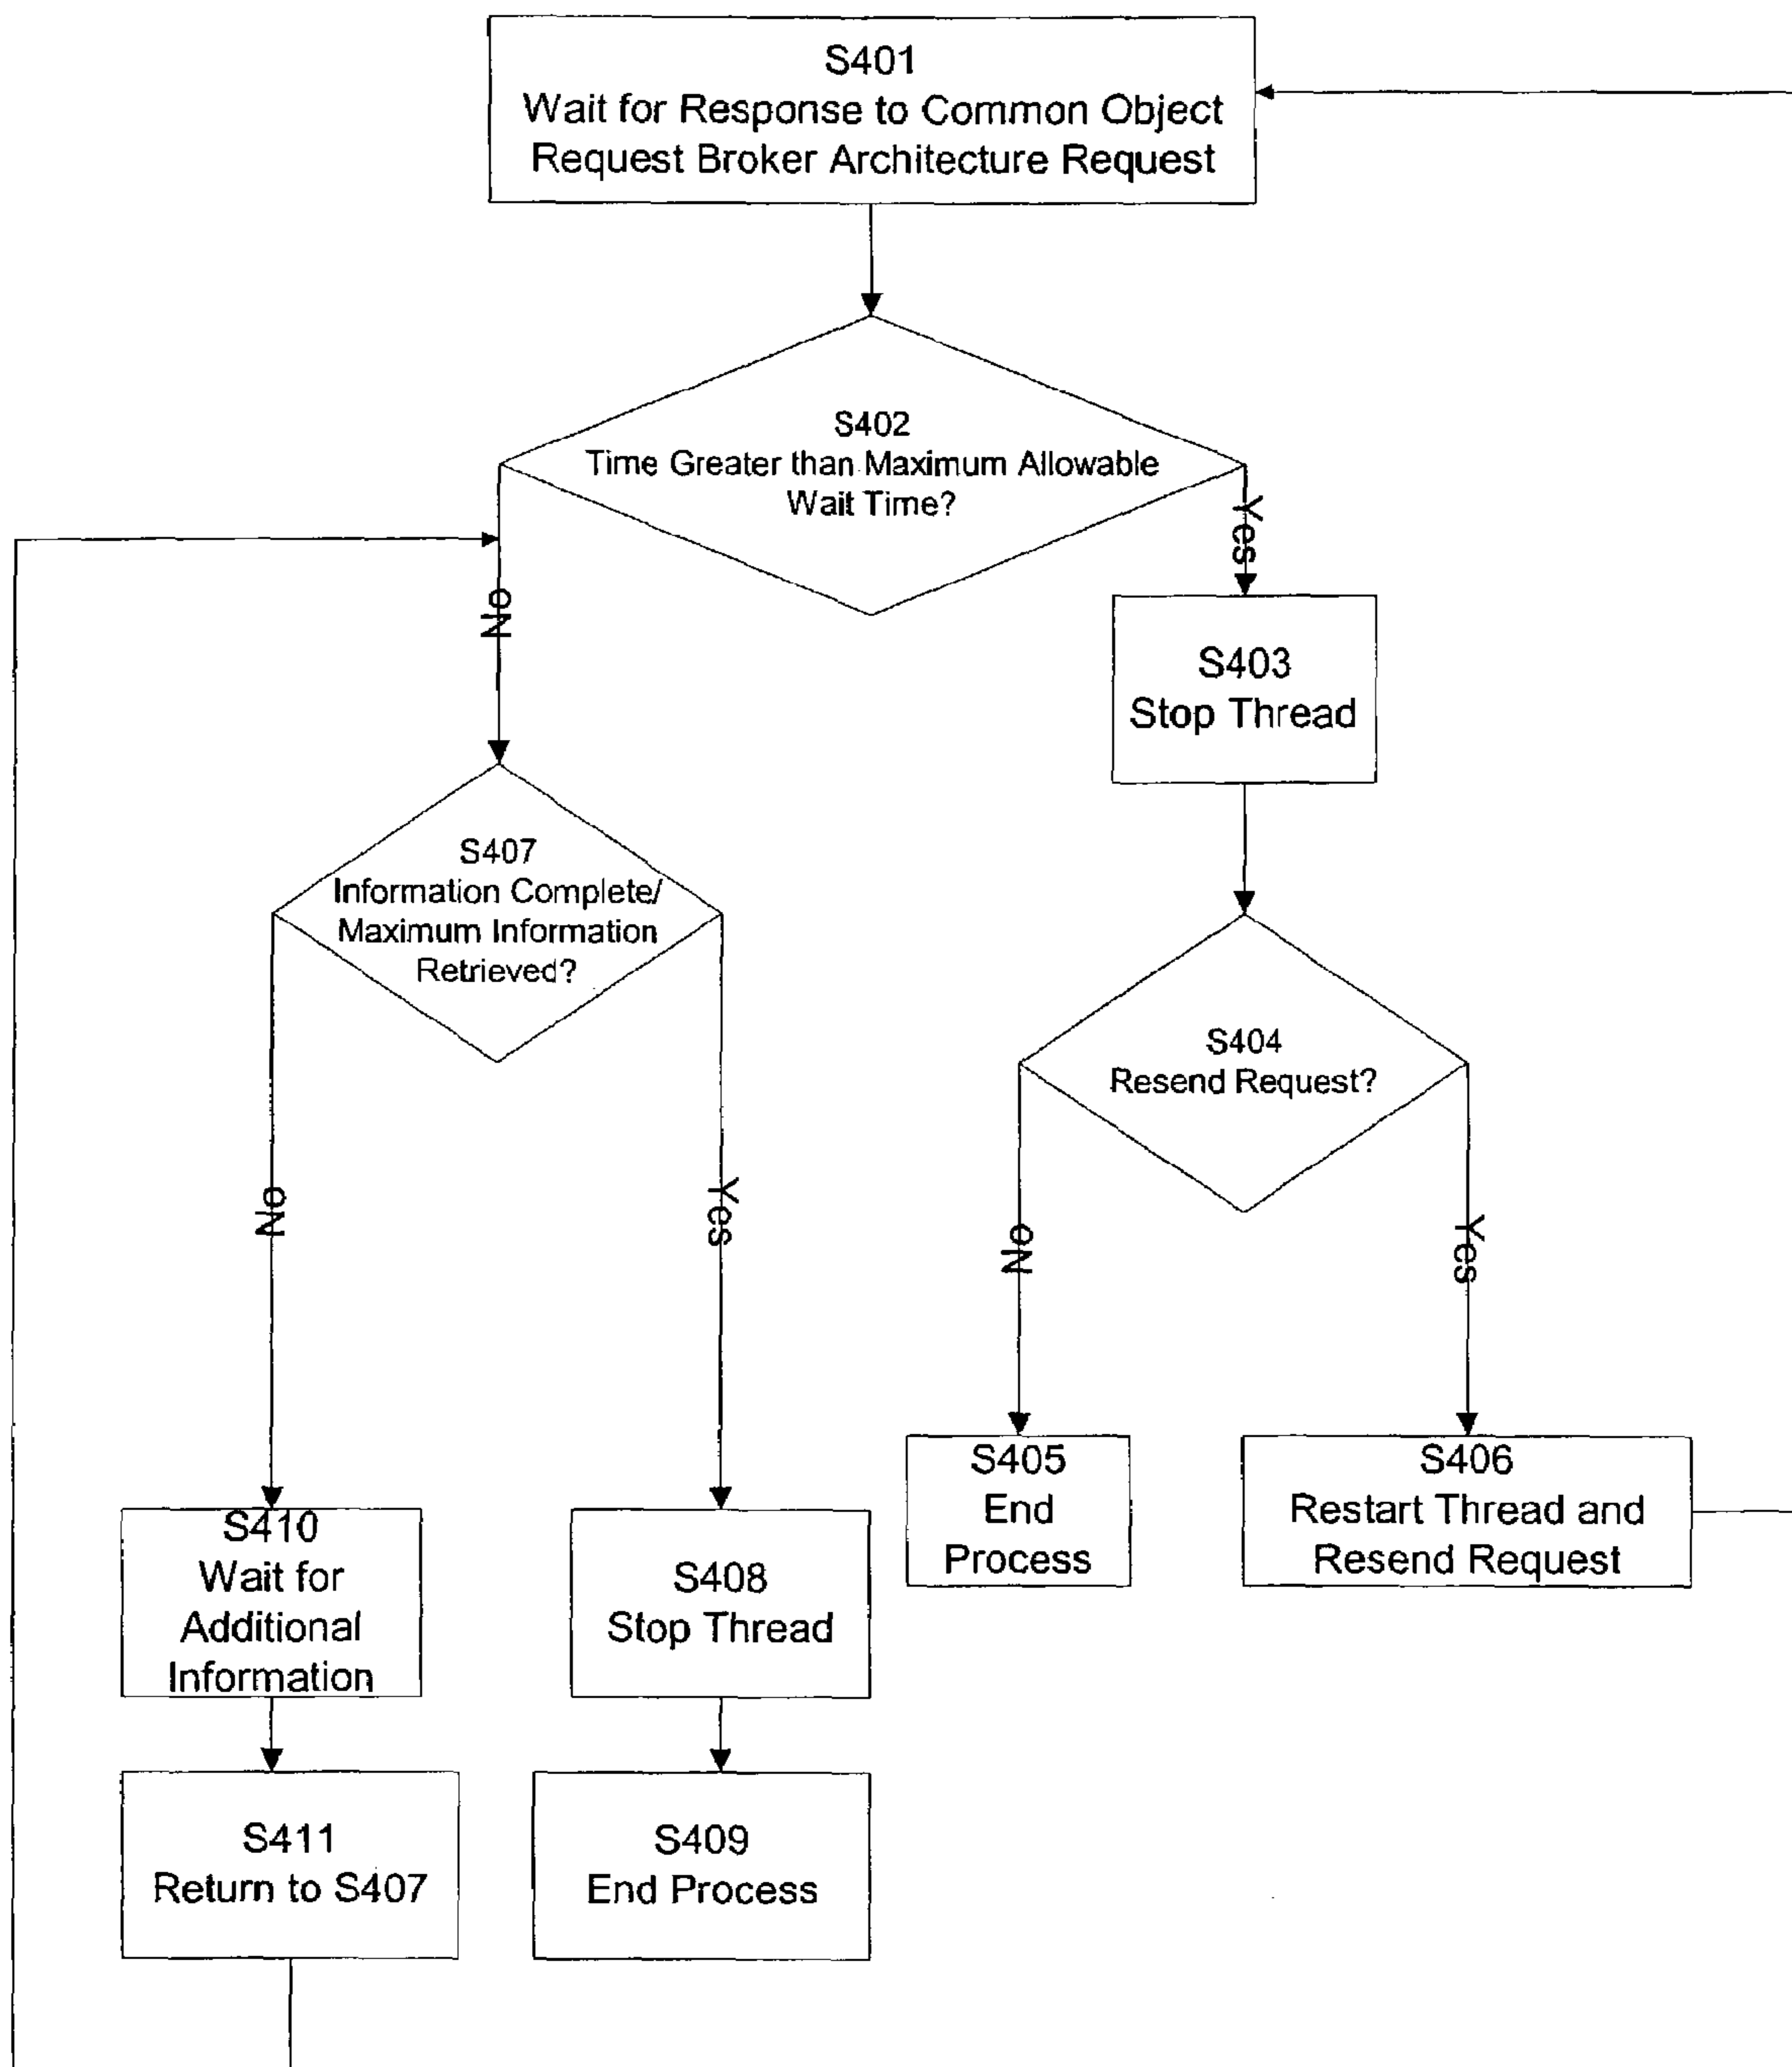 S401
Wait for Response to Common Object
Request Broker Architecture Request
S402
Time Greater than Maximum Allowable
Wait Time?
Yes
No
S403
Stop Thread
S407
Information Complete/
Maximum Information
Retrieved?
S404
Resend Request?
No
Yes
No
Yes
S405
End
Process
S406
Restart Thread and
Resend Request
S410
Wait for
Additional
Information
S408
Stop Thread
S411
Return to S407
S409
End Process